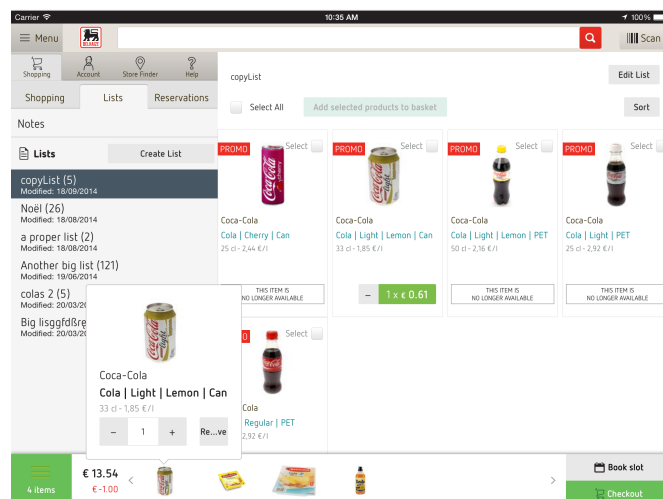 Carrier
10:35 AM
100%
Menu
DELHAIZE
Scan
Shopping
Account
Store Finder
Help
copyList
Edit List
Shopping
Lists
Reservations
Select All
Add selected products to basket
Sort
Notes
Lists
Create List
copyList (5)
Modified: 18/09/2014
Noël (26)
Modified: 18/08/2014
a proper list (2)
Modified: 18/08/2014
Another big list (121)
Modified: 19/06/2014
colas 2 (5)
Modified: 20/03/20
Big lisggfdßrę
Modified: 20/03/20
PROMO
Select
Coca-Cola
Cola | Cherry | Can
25 cl - 2,44 €/l
THIS ITEM IS
NO LONGER AVAILABLE
PROMO
Select
Coca-Cola
Cola | Light | Lemon | Can
33 cl - 1,85 €/l
– 1 x € 0.61
PROMO
Select
Coca-Cola
Cola | Light | Lemon | PET
50 cl - 2,16 €/l
THIS ITEM IS
NO LONGER AVAILABLE
PROMO
Select
Coca-Cola
Cola | Light | PET
25 cl - 2,92 €/l
THIS ITEM IS
NO LONGER AVAILABLE
O
Select
Cola
Regular | PET
2,92 €/l
Coca-Cola
Cola | Light | Lemon | Can
33 cl - 1,85 €/l
– 1 + Re...ve
4 items
€ 13.54
€ -1.00
Book slot
Checkout